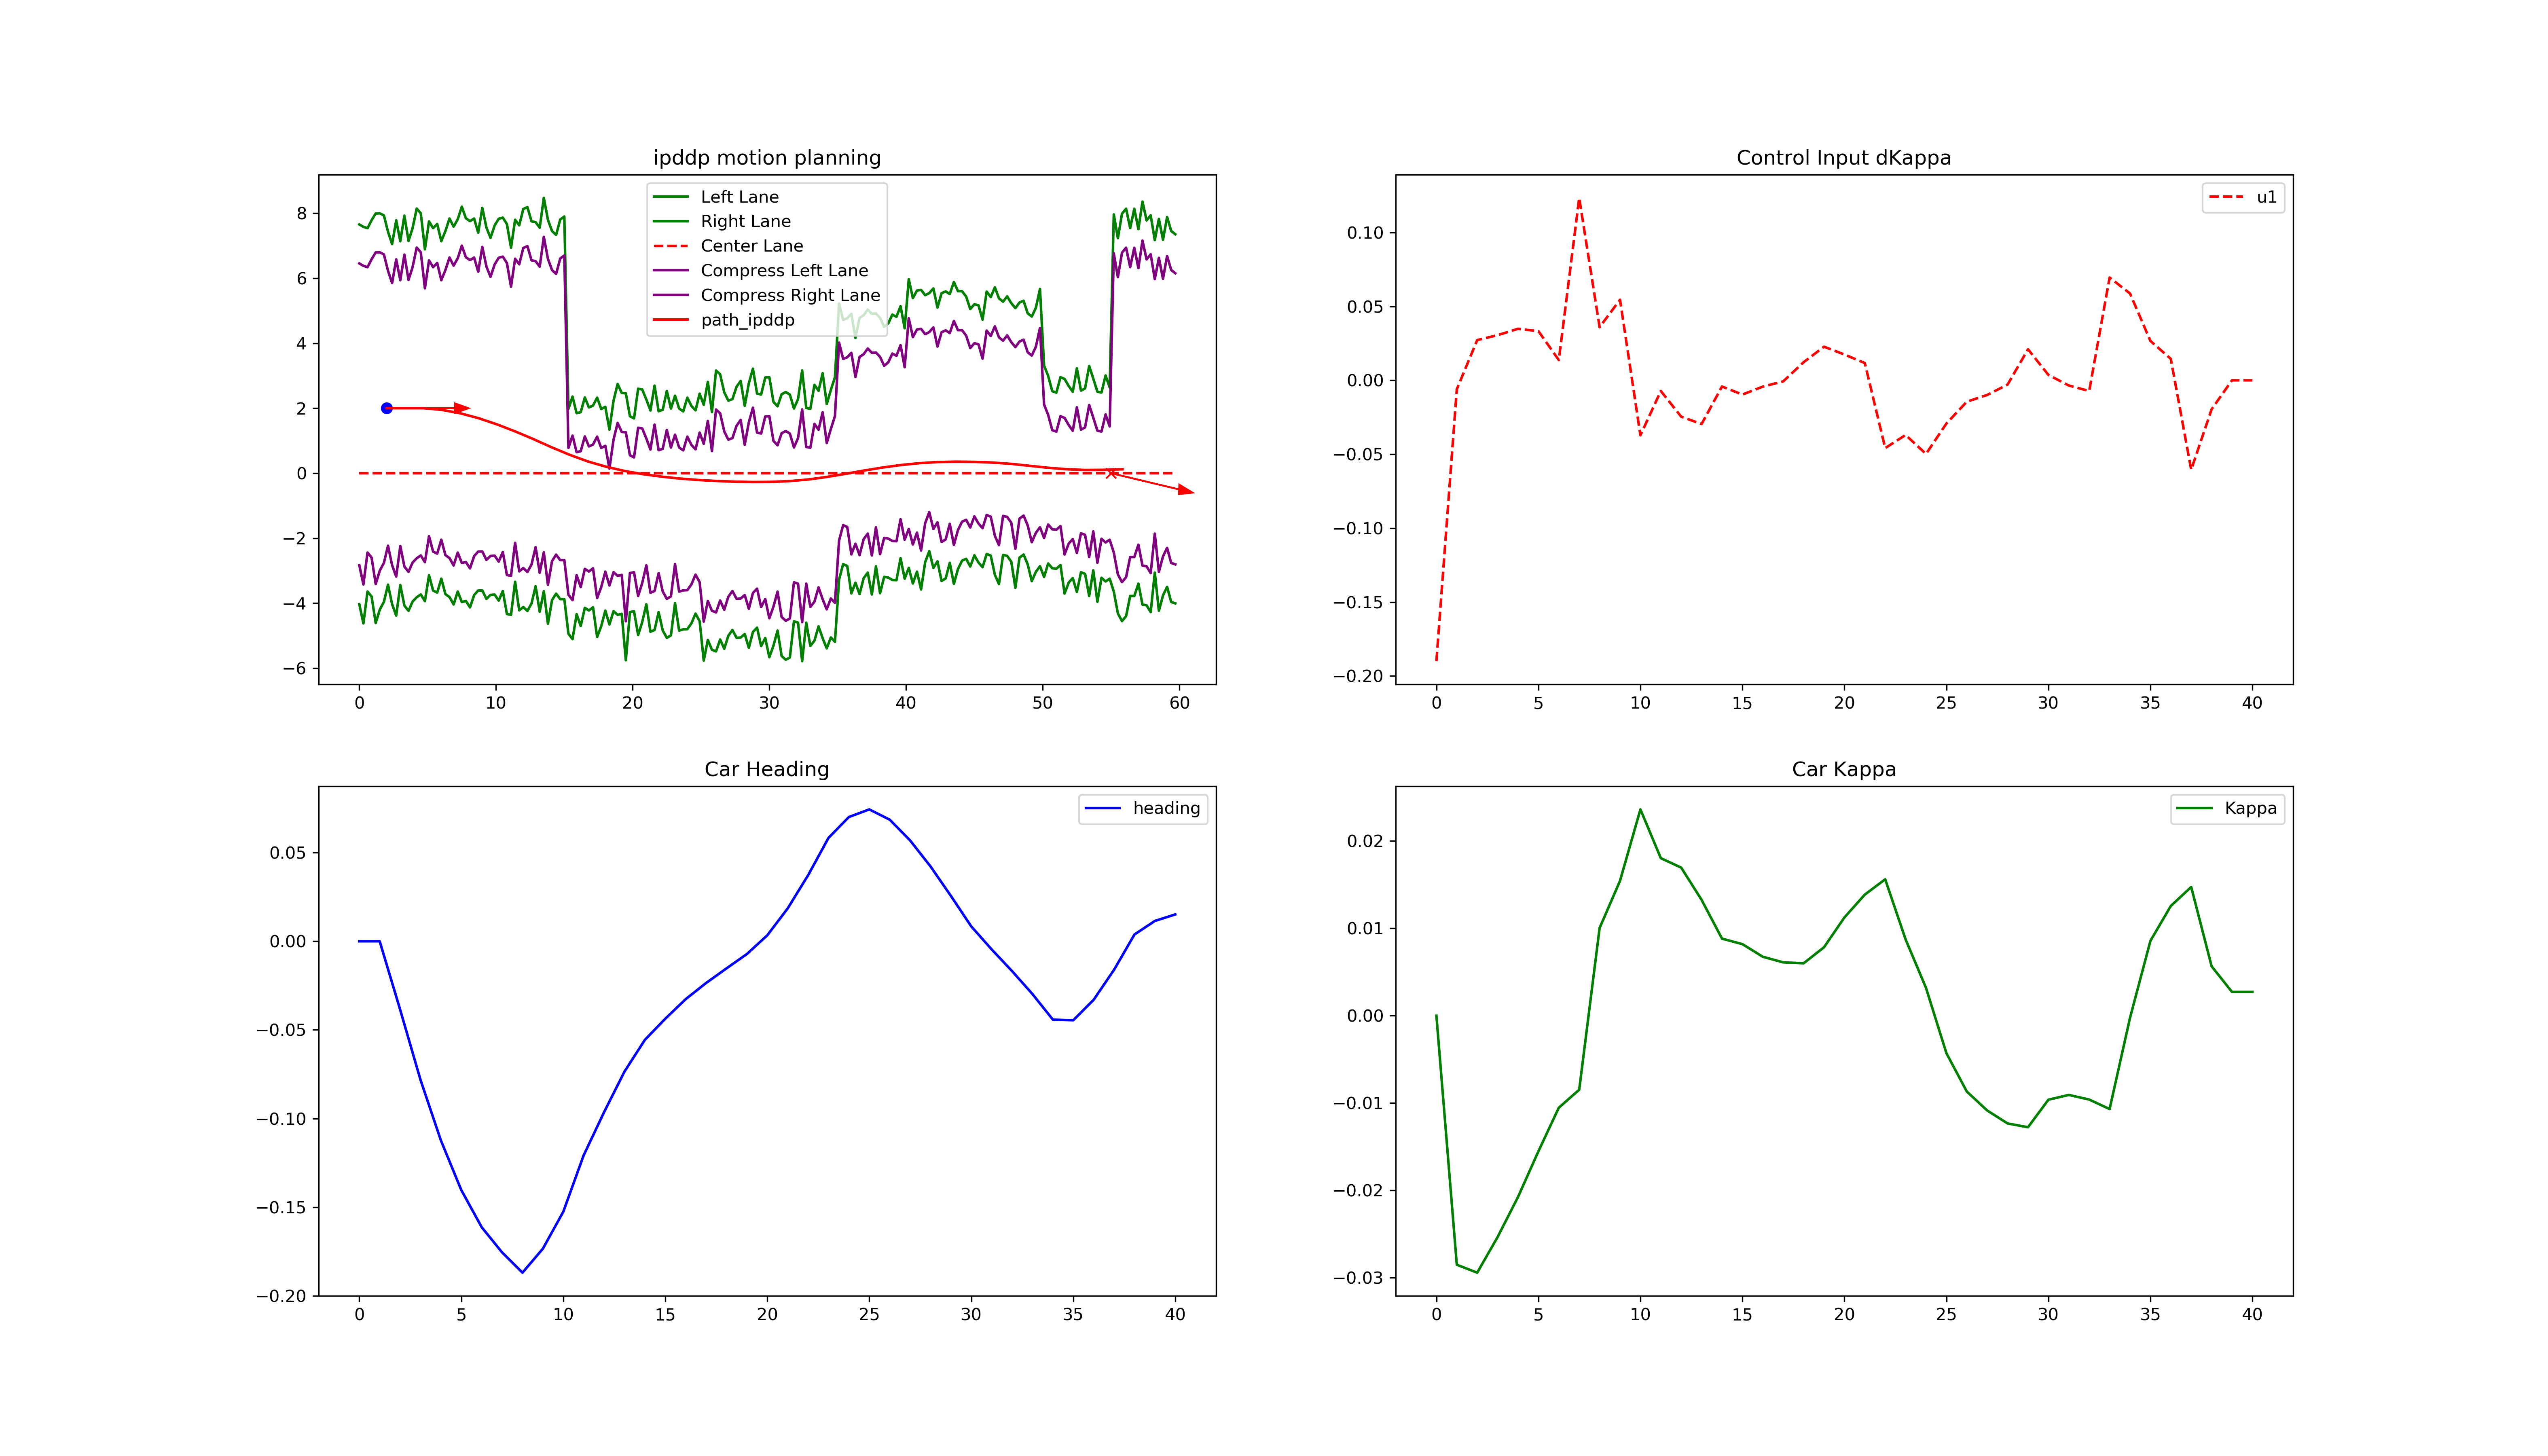 ipddp motion planning
Left Lane
Right Lane
Center Lane
Compress Left Lane
Compress Right Lane
path_ipddp
8
6
4
2
0
−2
−4
−6
0 10 20 30 40 50 60
Control Input dKappa
u1
0.10
0.05
0.00
−0.05
−0.10
−0.15
−0.20
0 5 10 15 20 25 30 35 40
Car Heading
heading
0.05
0.00
−0.05
−0.10
−0.15
−0.20
0 5 10 15 20 25 30 35 40
Car Kappa
Kappa
0.02
0.01
0.00
−0.01
−0.02
−0.03
0 5 10 15 20 25 30 35 40